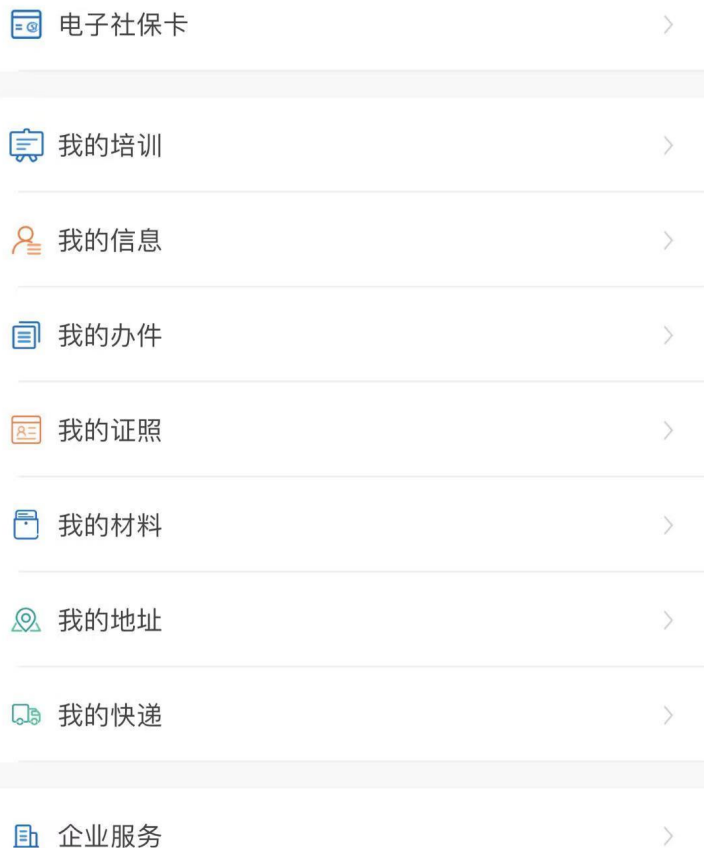 电子社保卡
我的培训
我的信息
我的办件
我的证照
我的材料
我的地址
我的快递
企业服务